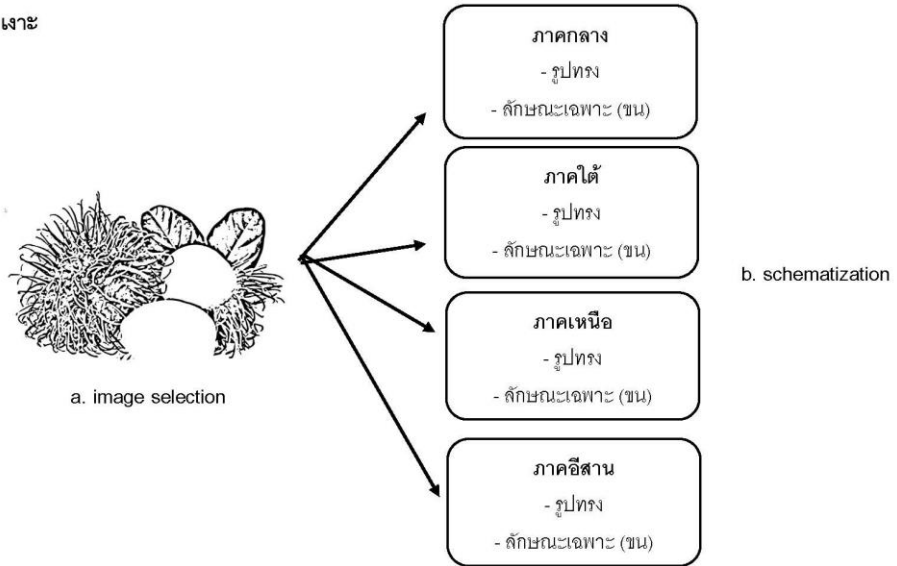 เงาะ
ภาคกลาง
- รูปทรง
- ลักษณะเฉพาะ (ขน)
ภาคใต้
- รูปทรง
- ลักษณะเฉพาะ (ขน)
b. schematization
ภาคเหนือ
- รูปทรง
- ลักษณะเฉพาะ (ขน)
a. image selection
ภาคอีสาน
- รูปทรง
- ลักษณะเฉพาะ (ขน)